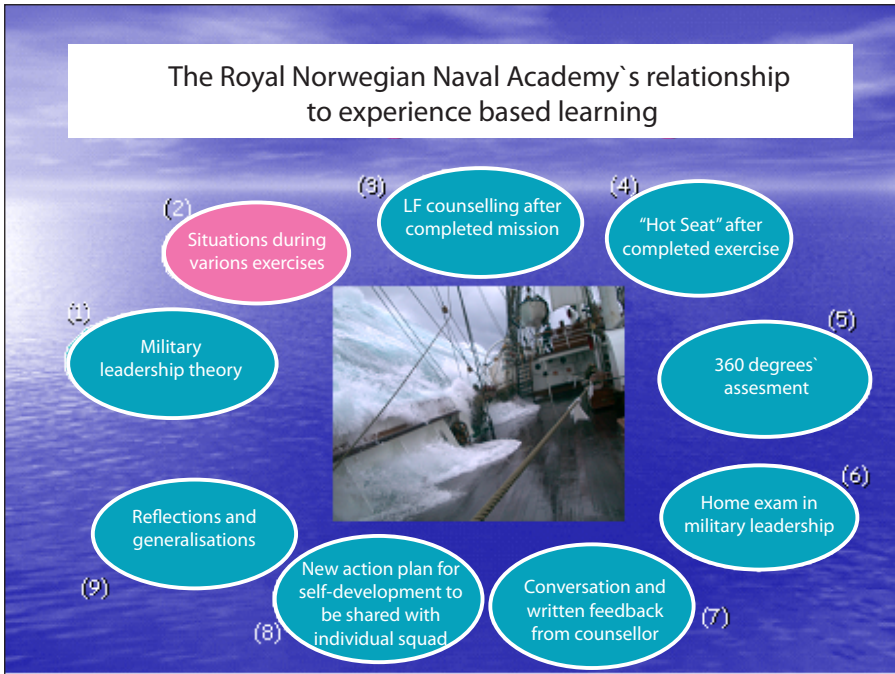 The Royal Norwegian Naval Academy`s relationship
to experience based learning
(1)
Military
leadership theory
(2)
Situations during
varions exercises
(3)
LF counselling after
completed mission
(4)
“Hot Seat” after
completed exercise
(5)
360 degrees`
assesment
(6)
Home exam in
military leadership
(7)
Conversation and
written feedback
from counsellor
(8)
New action plan for
self-development to
be shared with
individual squad
(9)
Reflections and
generalisations